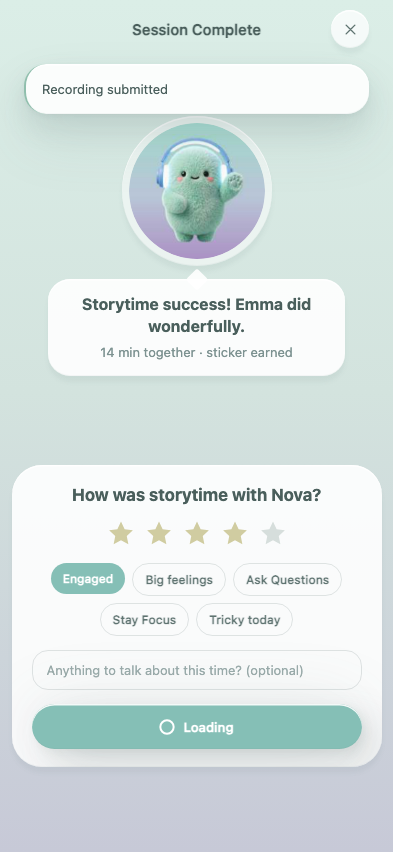 Session Complete
Recording submitted
Storytime success! Emma did
wonderfully.
14 min together · sticker earned
How was storytime with Nova?
Engaged
Big feelings
Ask Questions
Stay Focus
Tricky today
Anything to talk about this time? (optional)
Loading